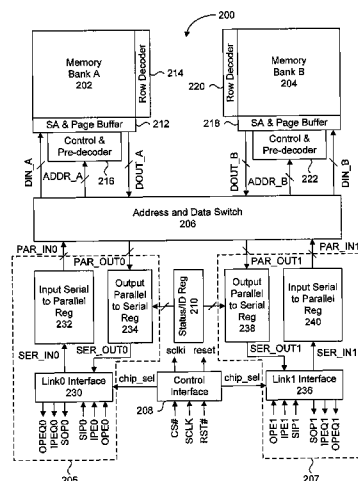 200
Memory
Bank A
202
Row Decoder
214
220
Row Decoder
Memory
Bank B
204
SA & Page Buffer
212
218
SA & Page Buffer
Control &
Pre-decoder
Control &
Pre-decoder
DIN_A
ADDR_A
216
DOUT_A
DOUT_B
ADDR_B
222
DIN_B
Address and Data Switch
206
PAR_IN0
PAR_OUT0
PAR_OUT1
PAR_IN1
Input Serial
to Parallel
Reg
232
Output
Parallel
to Serial
Reg
234
Status/ID Reg
210
Output
Parallel
to Serial
Reg
238
Input Serial
to Parallel
Reg
240
SER_IN0
SER_OUT0
sclki
reset
SER_OUT1
SER_IN1
Link0 Interface
230
chip_sel
Control
Interface
chip_sel
Link1 Interface
236
208
OPEQ0
IPEQ0
SOP0
SIP0
IPE0
OPE0
CS#
SCLK
RST#
OPE1
IPE1
SIP1
SOP1
IPEQ1
OPEQ1
205
207